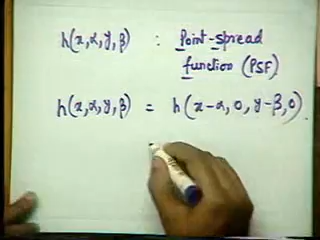 h(x,α,y,β) : Point-spread
function (PSF)
h(x,α,y,β) = h(x-α,0,y-β,0).